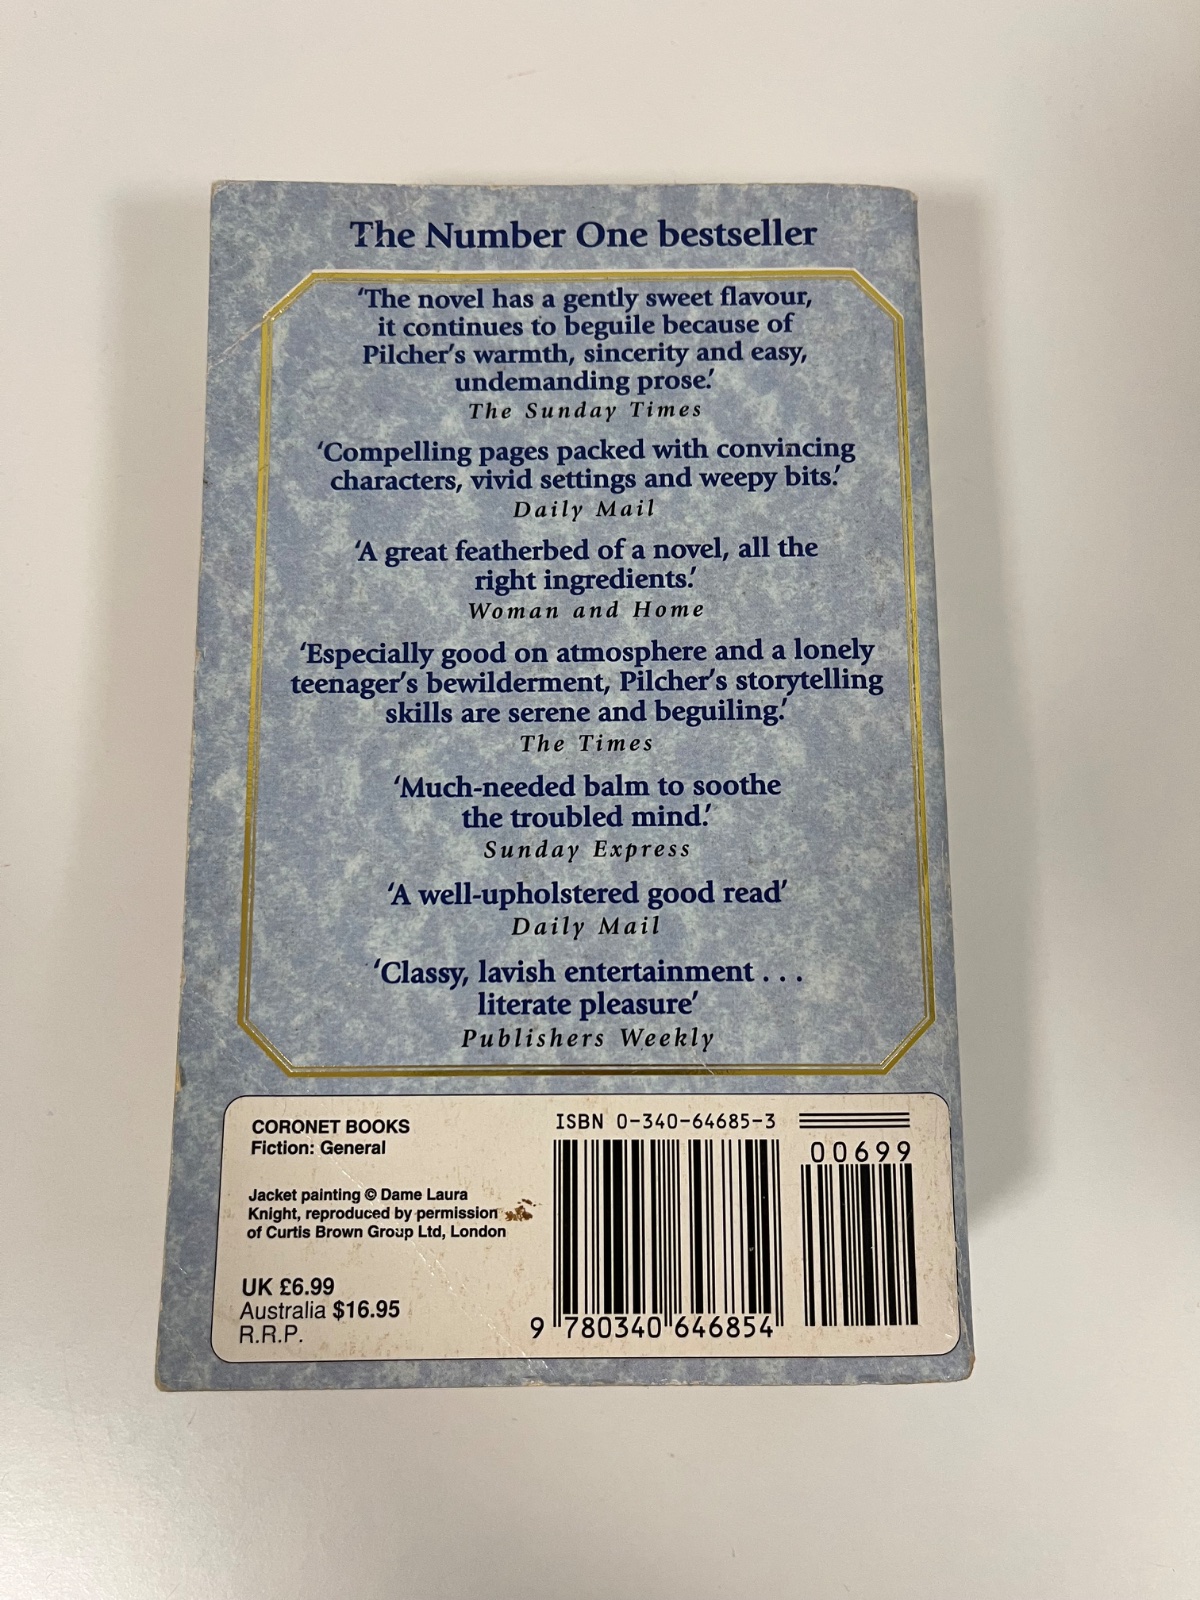 The Number One bestseller
‘The novel has a gently sweet flavour,
it continues to beguile because of
Pilcher’s warmth, sincerity and easy,
undemanding prose.’
The Sunday Times
‘Compelling pages packed with convincing
characters, vivid settings and weepy bits.’
Daily Mail
‘A great featherbed of a novel, all the
right ingredients.’
Woman and Home
‘Especially good on atmosphere and a lonely
teenager’s bewilderment, Pilcher’s storytelling
skills are serene and beguiling.’
The Times
‘Much-needed balm to soothe
the troubled mind.’
Sunday Express
‘A well-upholstered good read’
Daily Mail
‘Classy, lavish entertainment . . .
literate pleasure’
Publishers Weekly
CORONET BOOKS
Fiction: General
Jacket painting © Dame Laura
Knight, reproduced by permission
of Curtis Brown Group Ltd, London
UK £6.99
Australia $16.95
R.R.P.
ISBN 0-340-64685-3
00699
9 780340 646854